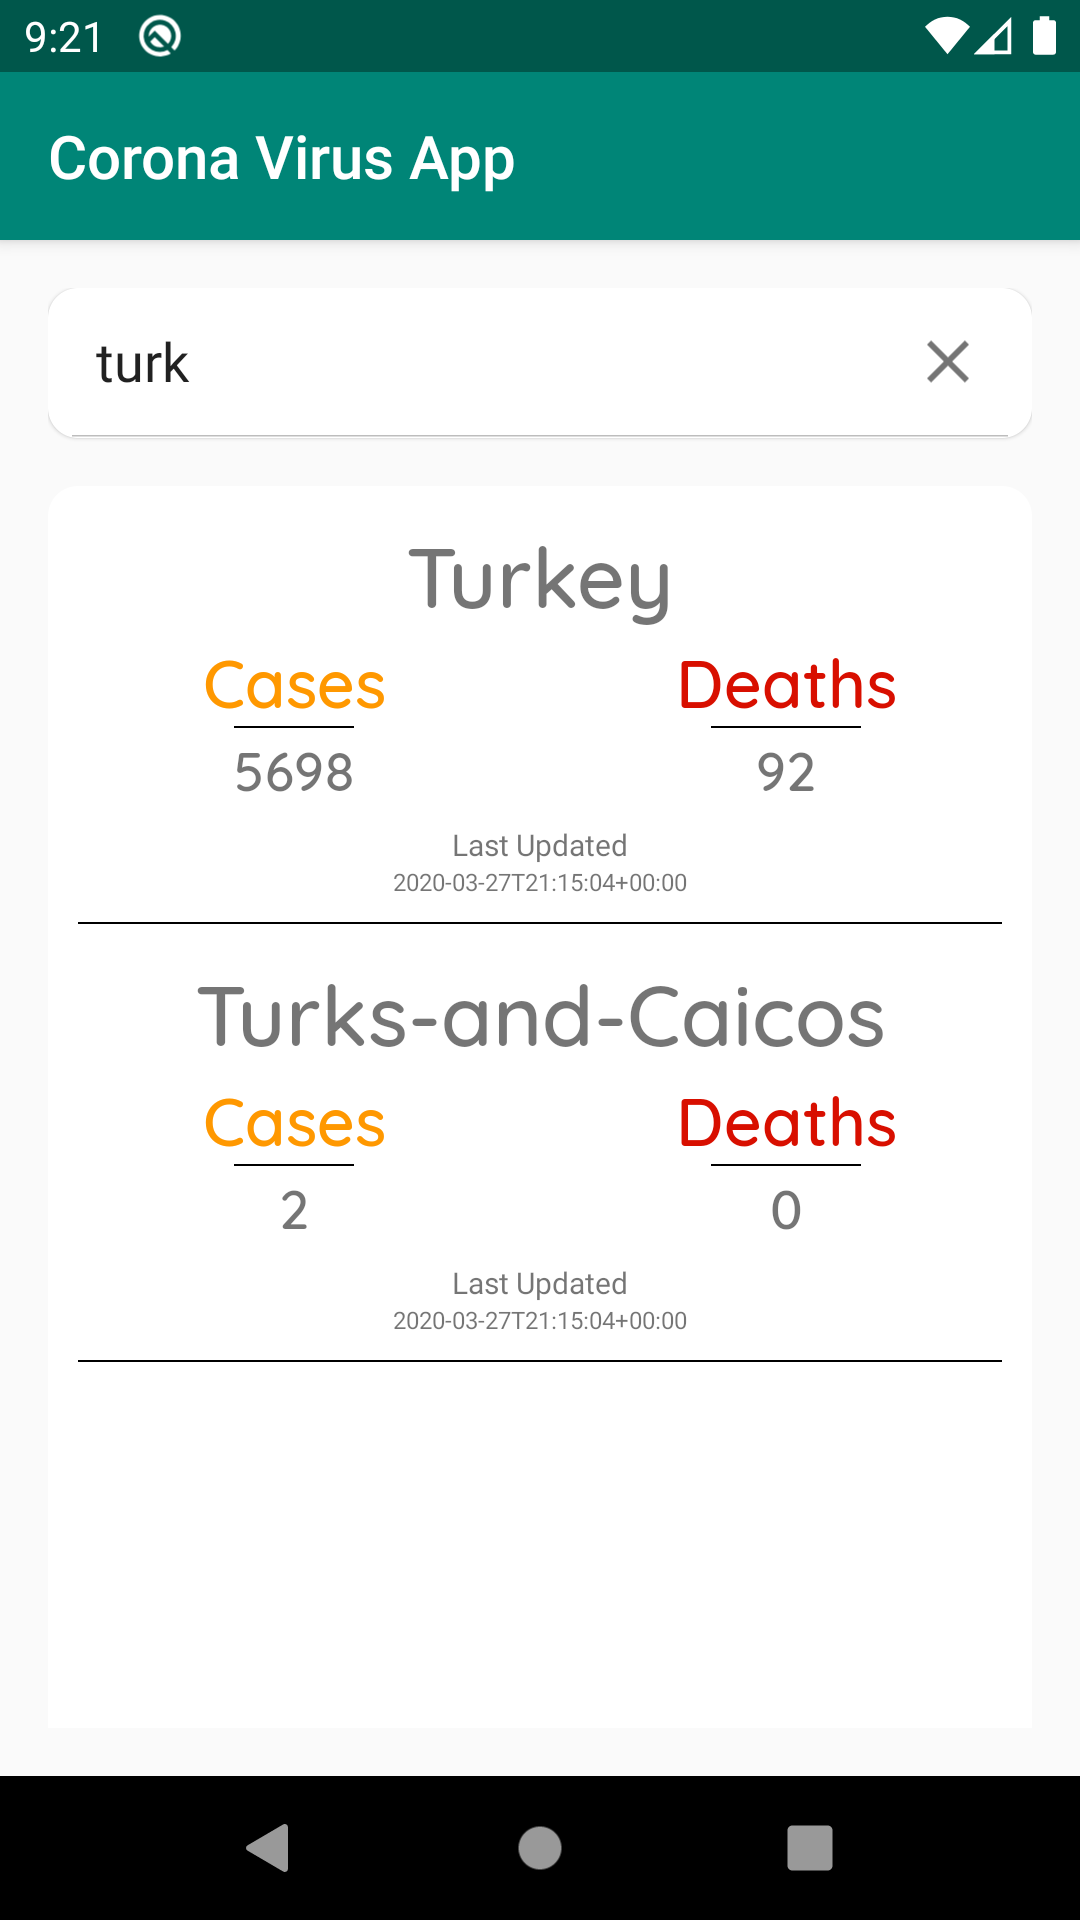 9:21
Corona Virus App
turk
Turkey
Cases Deaths
5698 92
Last Updated
2020-03-27T21:15:04+00:00
Turks-and-Caicos
Cases Deaths
2 0
Last Updated
2020-03-27T21:15:04+00:00